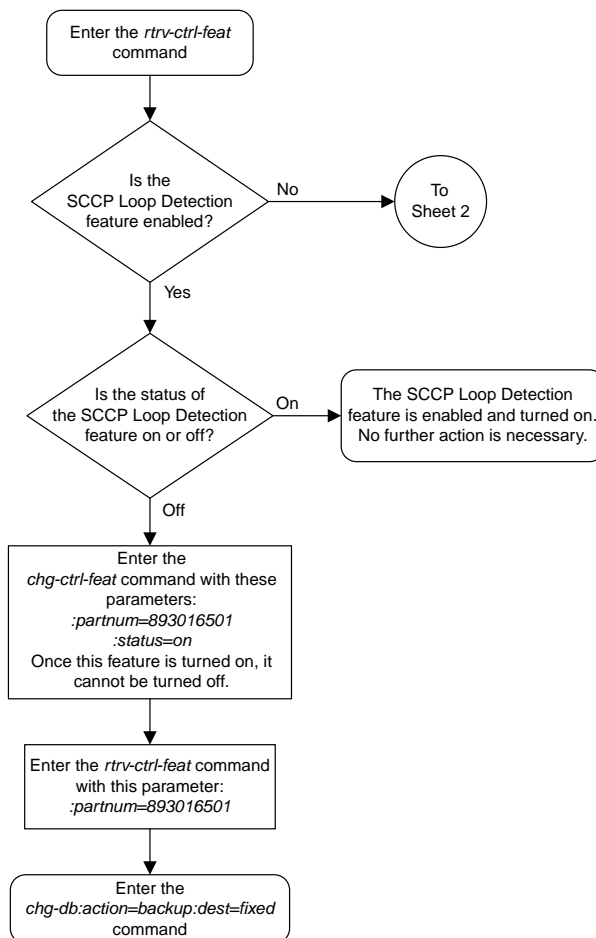 Enter the rtrv-ctrl-feat
command
Is the
SCCP Loop Detection
feature enabled?
No
To
Sheet 2
Yes
Is the status of
the SCCP Loop Detection
feature on or off?
On
The SCCP Loop Detection
feature is enabled and turned on.
No further action is necessary.
Off
Enter the
chg-ctrl-feat command with these
parameters:
:partnum=893016501
:status=on
Once this feature is turned on, it
cannot be turned off.
Enter the rtrv-ctrl-feat command
with this parameter:
:partnum=893016501
Enter the
chg-db:action=backup:dest=fixed
command